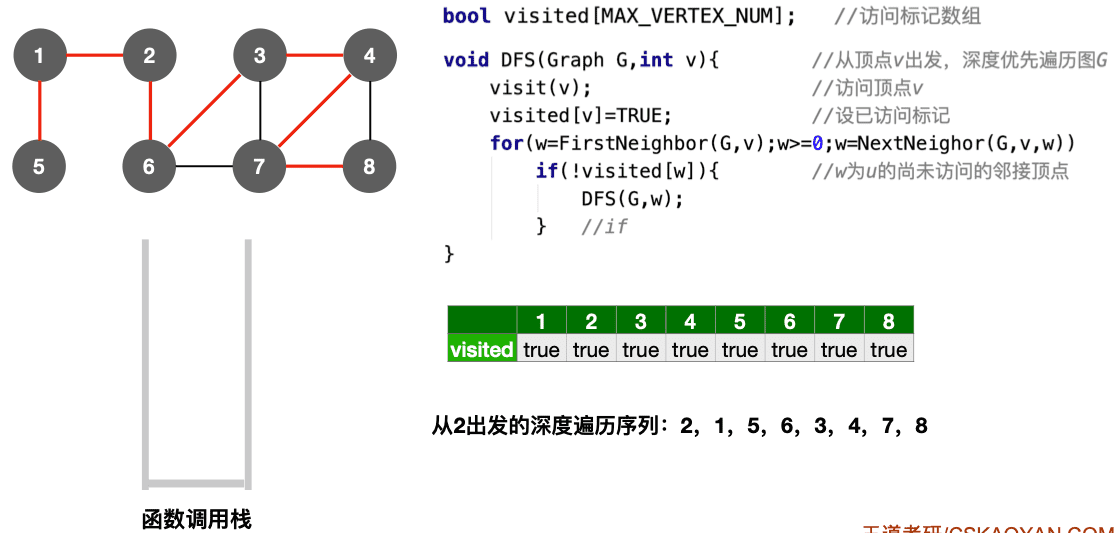 1 2 3 4
5 6 7 8
函数调用栈
bool visited[MAX_VERTEX_NUM]; //访问标记数组
void DFS(Graph G,int v){ //从顶点v出发，深度优先遍历图G
visit(v); //访问顶点v
visited[v]=TRUE; //设已访问标记
for(w=FirstNeighbor(G,v);w>=0;w=NextNeighor(G,v,w))
if(!visited[w]){ //w为u的尚未访问的邻接顶点
DFS(G,w);
} //if
}
1 2 3 4 5 6 7 8
visited true true true true true true true true
从2出发的深度遍历序列：2，1，5，6，3，4，7，8
王道考研/CSKAOYAN.COM